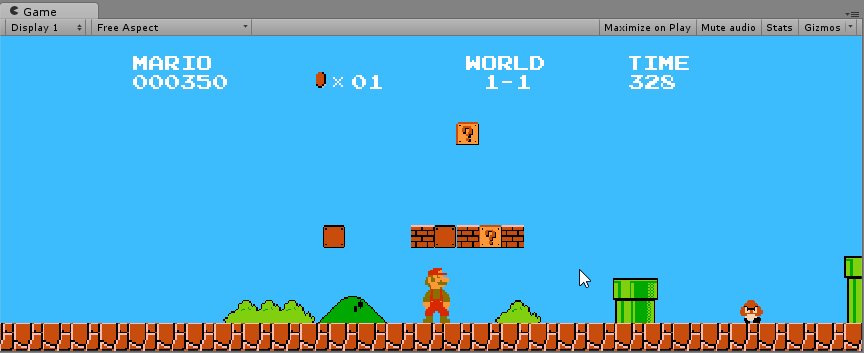 Game
Display 1 Free Aspect Maximize on Play Mute audio Stats Gizmos
MARIO WORLD TIME
000350 × 01 1-1 328
?
?